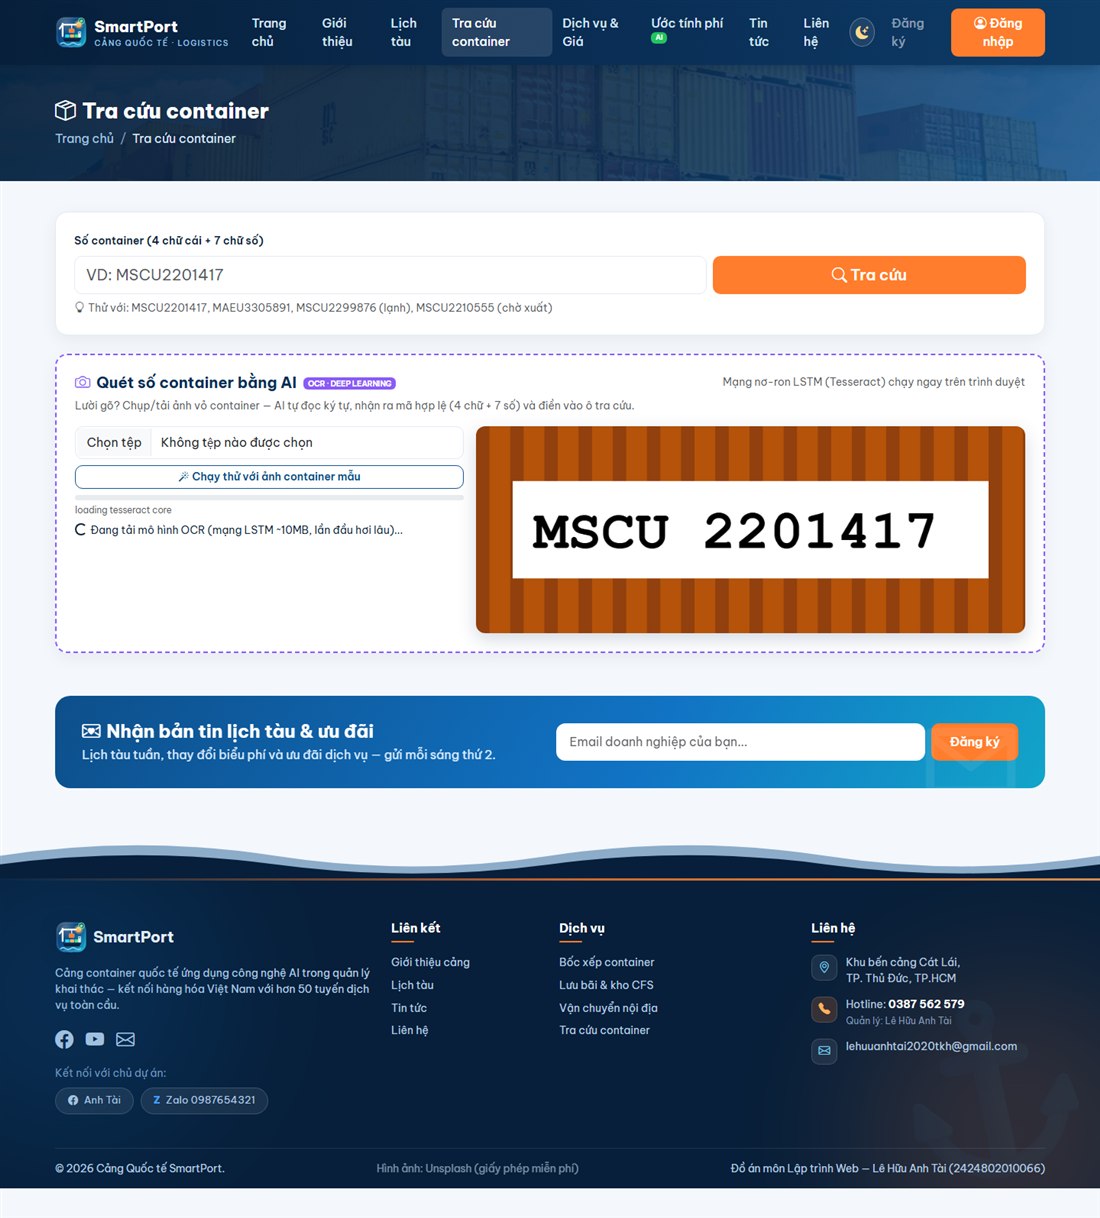 SmartPort
CẢNG QUỐC TẾ · LOGISTICS
Trang chủ
Giới thiệu
Lịch tàu
Tra cứu container
Dịch vụ & Giá
Ước tính phí
AI
Tin tức
Liên hệ
Đăng ký
Đăng nhập
Tra cứu container
Trang chủ / Tra cứu container
Số container (4 chữ cái + 7 chữ số)
VD: MSCU2201417
Tra cứu
Thử với: MSCU2201417, MAEU3305891, MSCU2299876 (lạnh), MSCU2210555 (chờ xuất)
Quét số container bằng AI
OCR · DEEP LEARNING
Mạng nơ-ron LSTM (Tesseract) chạy ngay trên trình duyệt
Lười gõ? Chụp/tải ảnh vỏ container — AI tự đọc ký tự, nhận ra mã hợp lệ (4 chữ + 7 số) và điền vào ô tra cứu.
Chọn tệp Không tệp nào được chọn
Chạy thử với ảnh container mẫu
loading tesseract core
Đang tải mô hình OCR (mạng LSTM ~10MB, lần đầu hơi lâu)...
MSCU 2201417
Nhận bản tin lịch tàu & ưu đãi
Lịch tàu tuần, thay đổi biểu phí và ưu đãi dịch vụ — gửi mỗi sáng thứ 2.
Email doanh nghiệp của bạn...
Đăng ký
SmartPort
Cảng container quốc tế ứng dụng công nghệ AI trong quản lý
khai thác — kết nối hàng hóa Việt Nam với hơn 50 tuyến dịch
vụ toàn cầu.
Kết nối với chủ dự án:
Anh Tài
Z Zalo 0987654321
Liên kết
Giới thiệu cảng
Lịch tàu
Tin tức
Liên hệ
Dịch vụ
Bốc xếp container
Lưu bãi & kho CFS
Vận chuyển nội địa
Tra cứu container
Liên hệ
Khu bến cảng Cát Lái,
TP. Thủ Đức, TP.HCM
Hotline: 0387 562 579
Quản lý: Lê Hữu Anh Tài
lehuuanhtai2020tkh@gmail.com
© 2026 Cảng Quốc tế SmartPort.
Hình ảnh: Unsplash (giấy phép miễn phí)
Đồ án môn Lập trình Web — Lê Hữu Anh Tài (2424802010066)